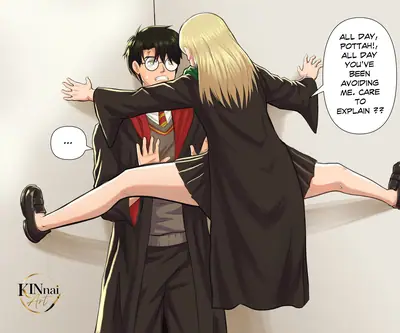 ALL DAY,
POTTAH!,
ALL DAY
YOU'VE
BEEN
AVOIDING
ME. CARE
TO
EXPLAIN ??
...
KINnai
Art